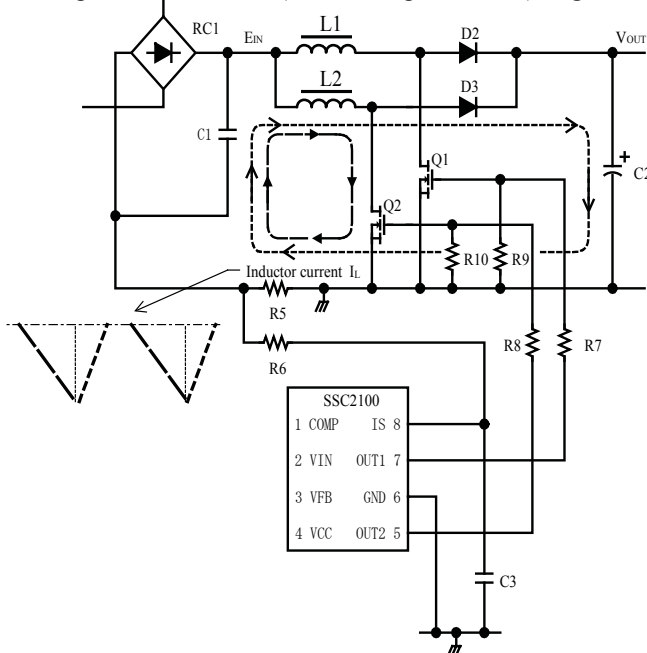 RC1
EIN
L1
D2
VOUT
L2
D3
C1
Q1
C2
Q2
R10
R9
Inductor current IL
R5
R8
R7
R6
SSC2100
1 COMP
IS 8
2 VIN
OUT1 7
3 VFB
GND 6
4 VCC
OUT2 5
C3